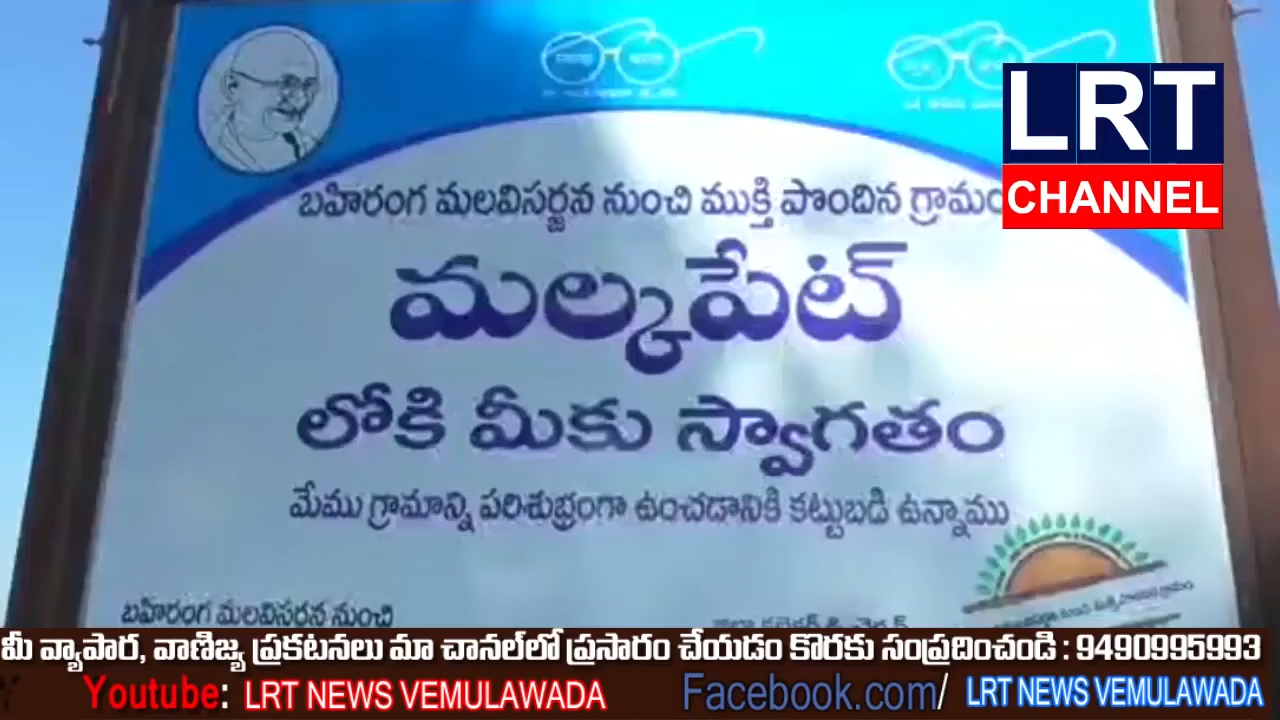 LRT
CHANNEL
బహిరంగ మలవిసర్జన నుంచి ముక్తి పొందిన గ్రామం
మల్కపేట్
లోకి మీకు స్వాగతం
మేము గ్రామాన్ని పరిశుభ్రంగా ఉంచడానికి కట్టుబడి ఉన్నాము
బహిరంగ మలవిసర్జన నుంచి
మీ వ్యాపార, వాణిజ్య ప్రకటనలు మా చానల్‌లో ప్రసారం చేయడం కొరకు సంప్రదించండి : 9490995993
Youtube: LRT NEWS VEMULAWADA Facebook.com/ LRT NEWS VEMULAWADA